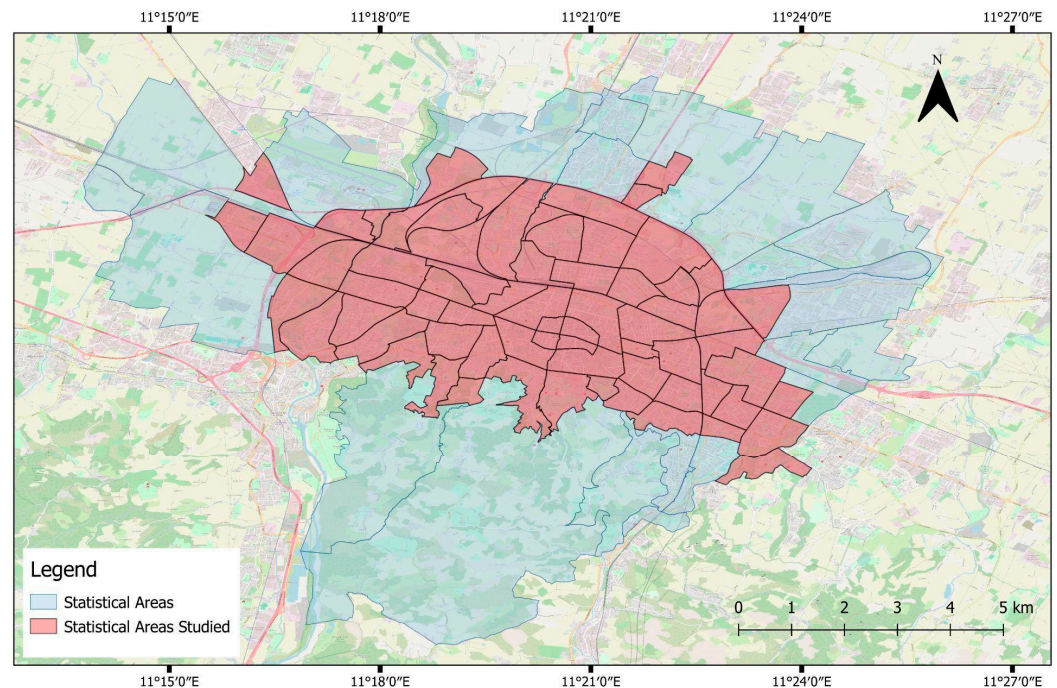 11°15′0″E 11°18′0″E 11°21′0″E 11°24′0″E 11°27′0″E
N
Legend
Statistical Areas
Statistical Areas Studied
0 1 2 3 4 5 km
11°15′0″E 11°18′0″E 11°21′0″E 11°24′0″E 11°27′0″E